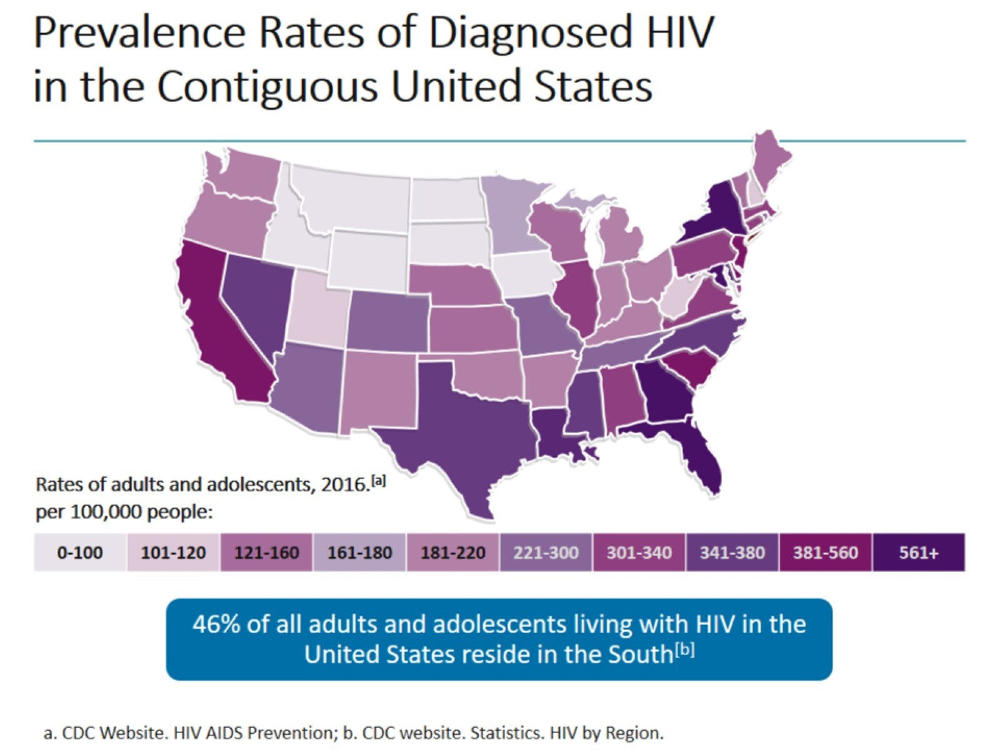 Prevalence Rates of Diagnosed HIV
in the Contiguous United States
Rates of adults and adolescents, 2016.[a]
per 100,000 people:
0-100 101-120 121-160 161-180 181-220 221-300 301-340 341-380 381-560 561+
46% of all adults and adolescents living with HIV in the
United States reside in the South[b]
a. CDC Website. HIV AIDS Prevention; b. CDC website. Statistics. HIV by Region.